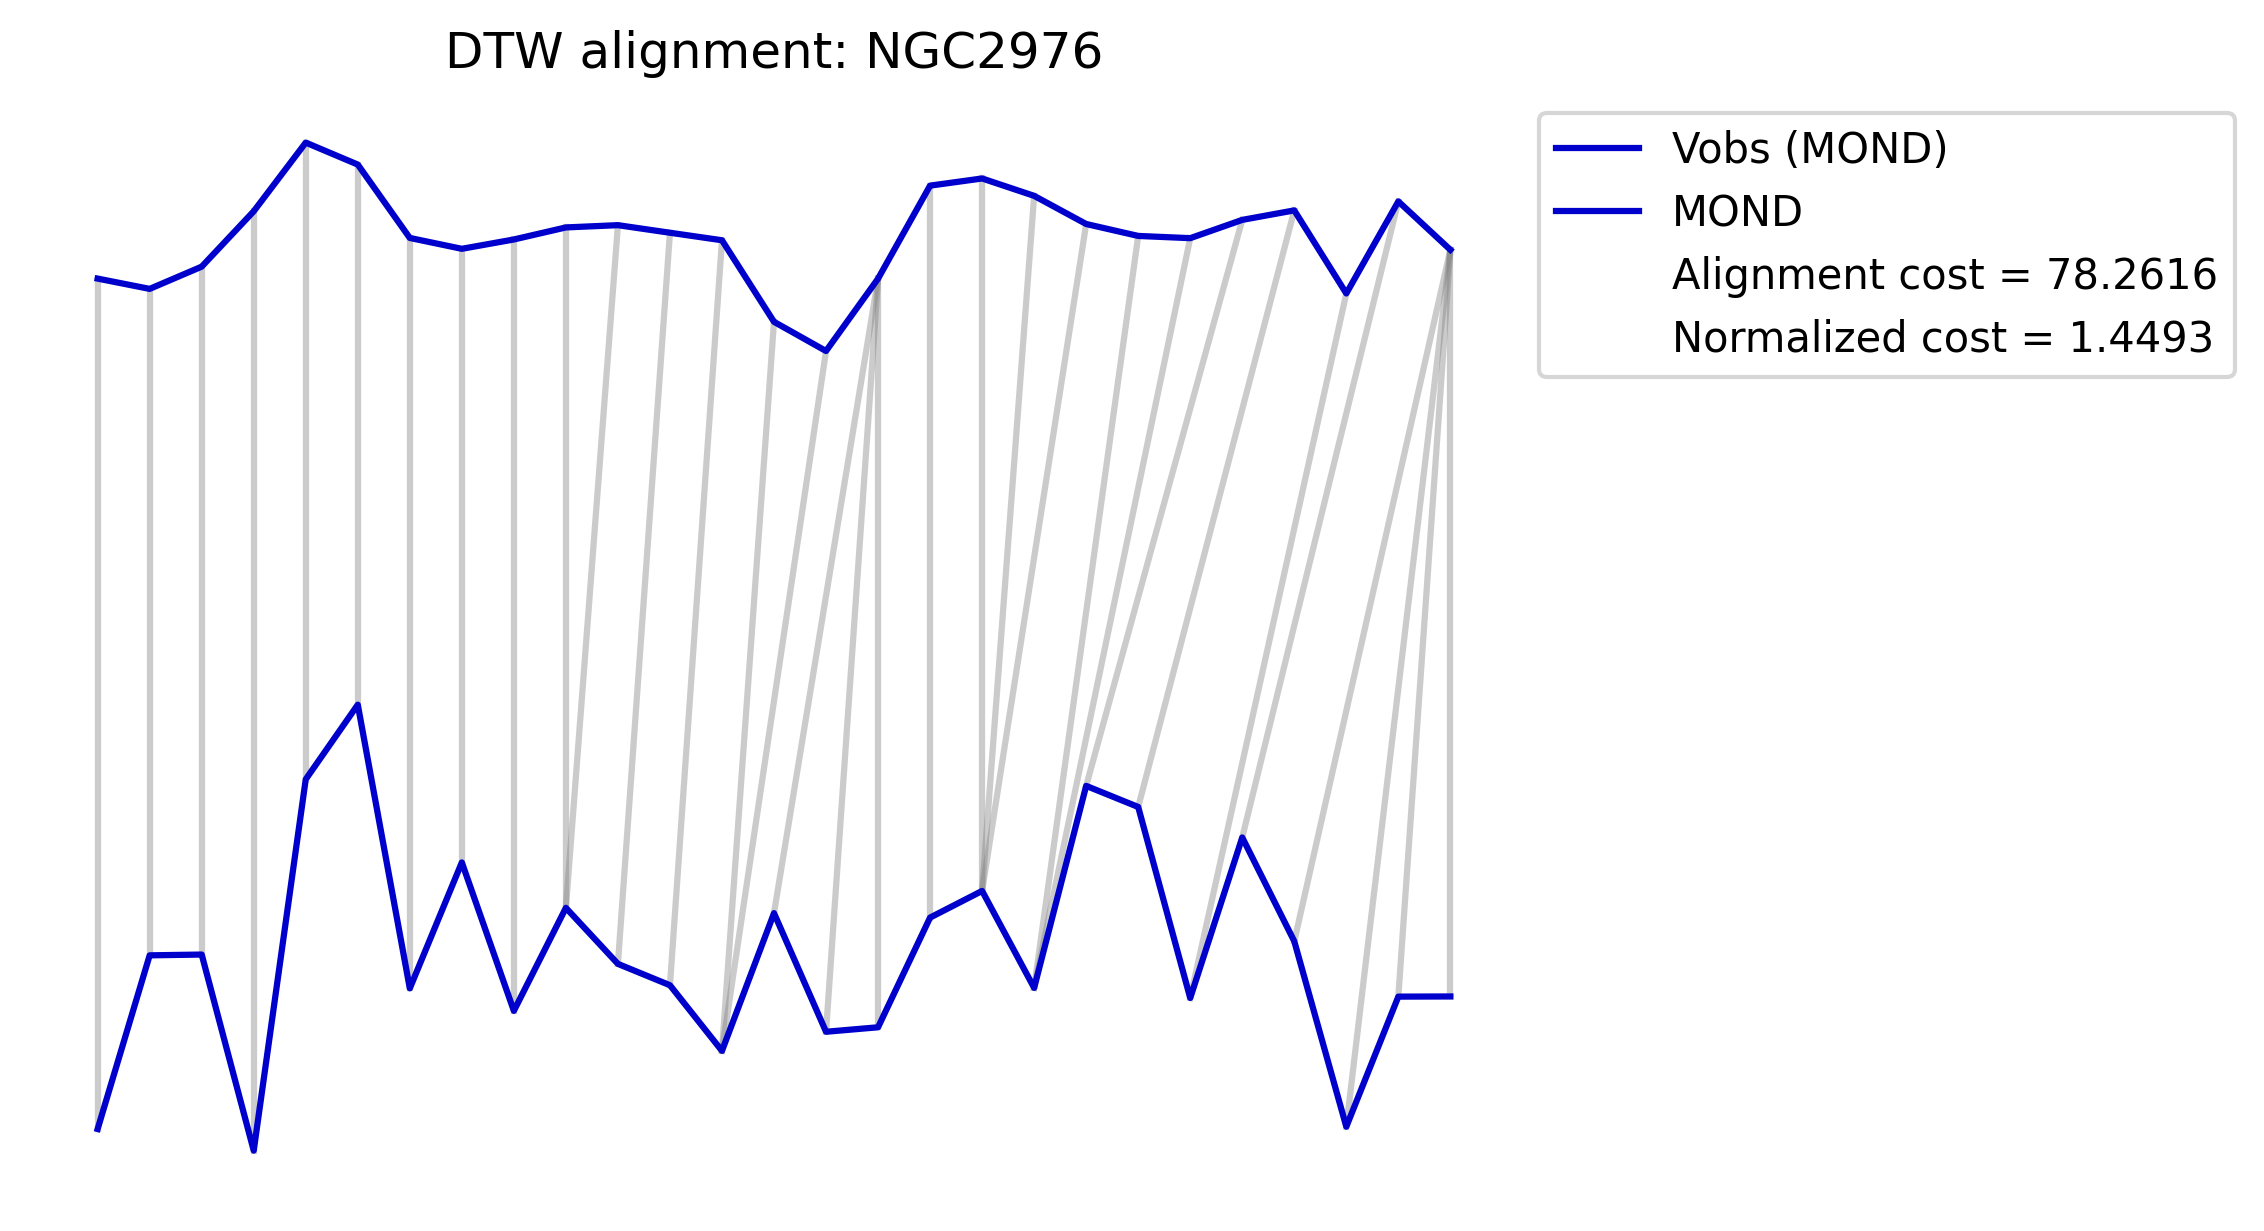 DTW alignment: NGC2976
Vobs (MOND)
MOND
Alignment cost = 78.2616
Normalized cost = 1.4493